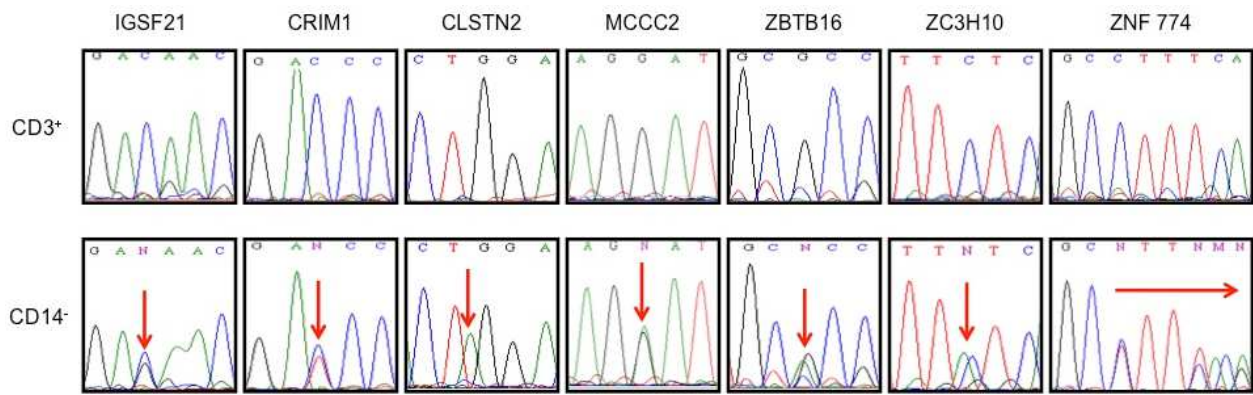 IGSF21 CRIM1 CLSTN2 MCCC2 ZBTB16 ZC3H10 ZNF 774
CD3+
G A C A A C G A C C C C T G G A A G G A T G C G C C T T C T C G C C T T T C A
CD14-
G A N A A C G A N C C C T G G A A G N A T G C N C C T T N T C G C N T T N M N